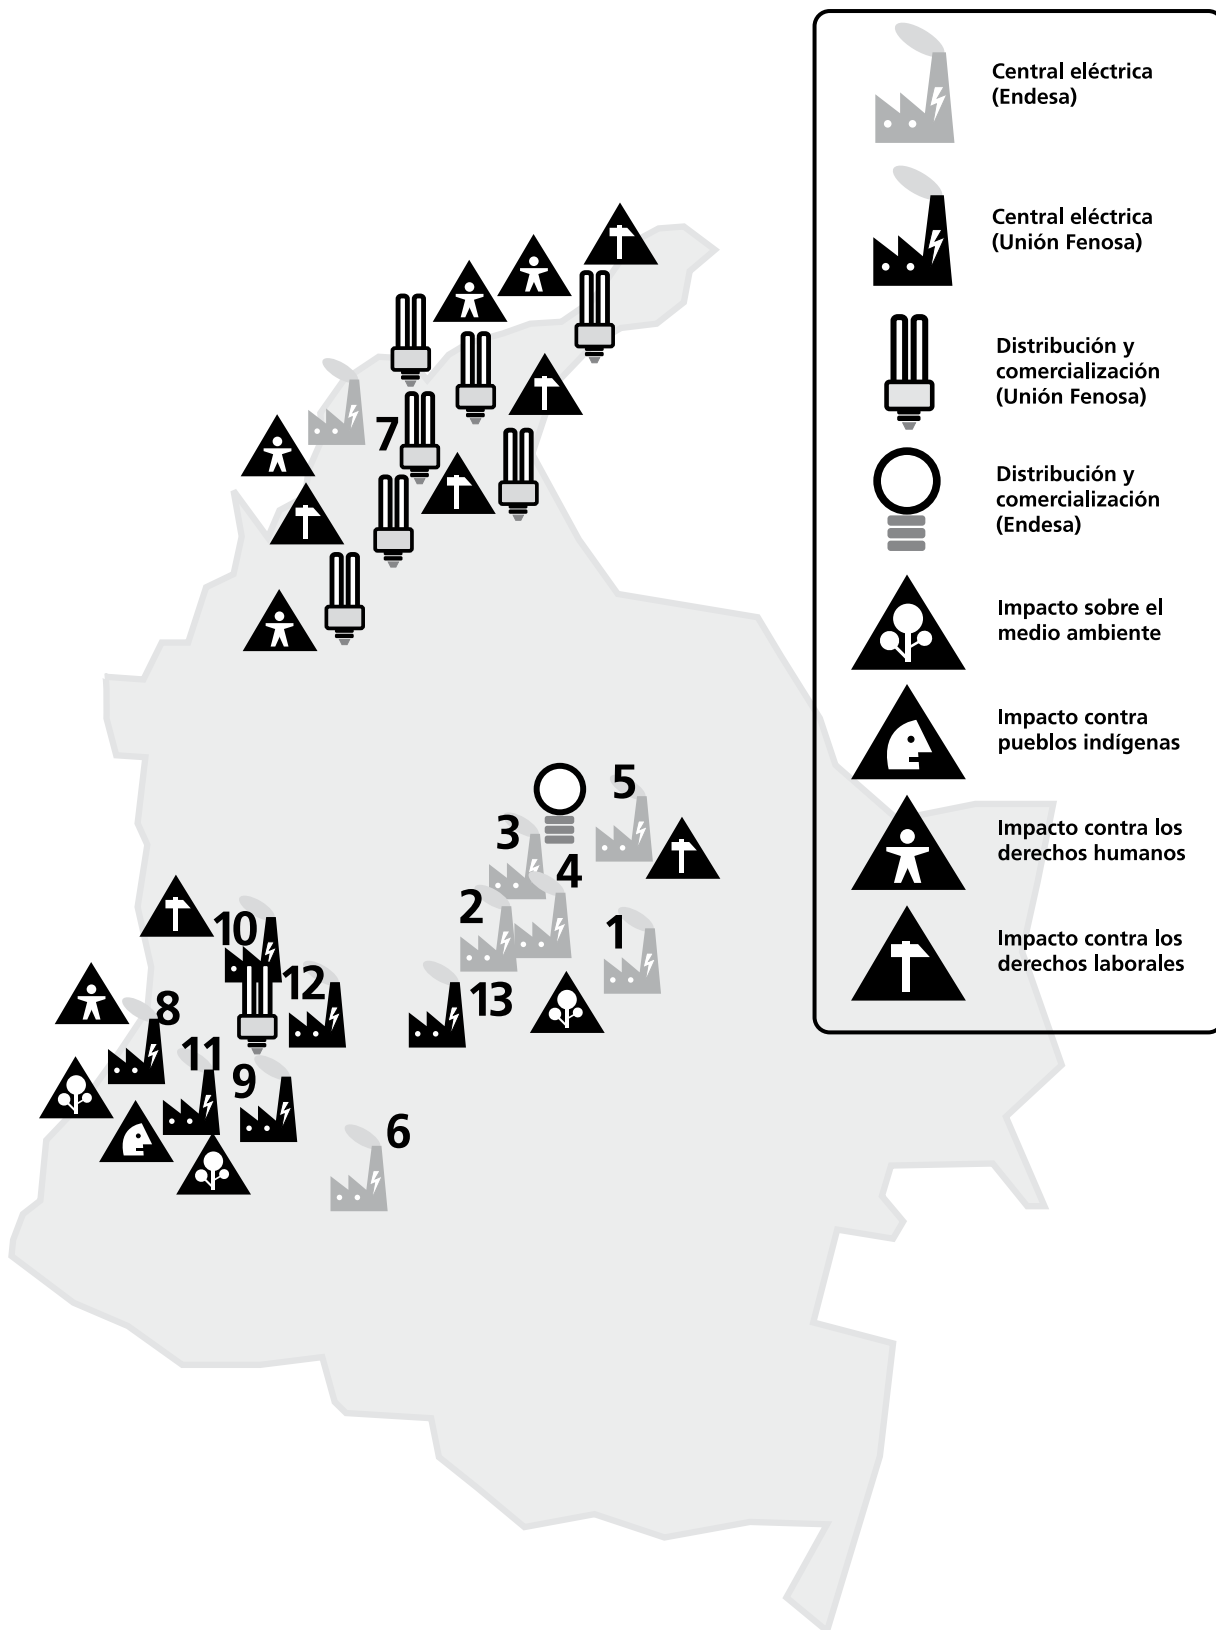 Central eléctrica
(Endesa)
Central eléctrica
(Unión Fenosa)
Distribución y
comercialización
(Unión Fenosa)
Distribución y
comercialización
(Endesa)
Impacto sobre el
medio ambiente
Impacto contra
pueblos indígenas
Impacto contra los
derechos humanos
Impacto contra los
derechos laborales
7
5
3
4
2
1
10
12
13
8
11
9
6